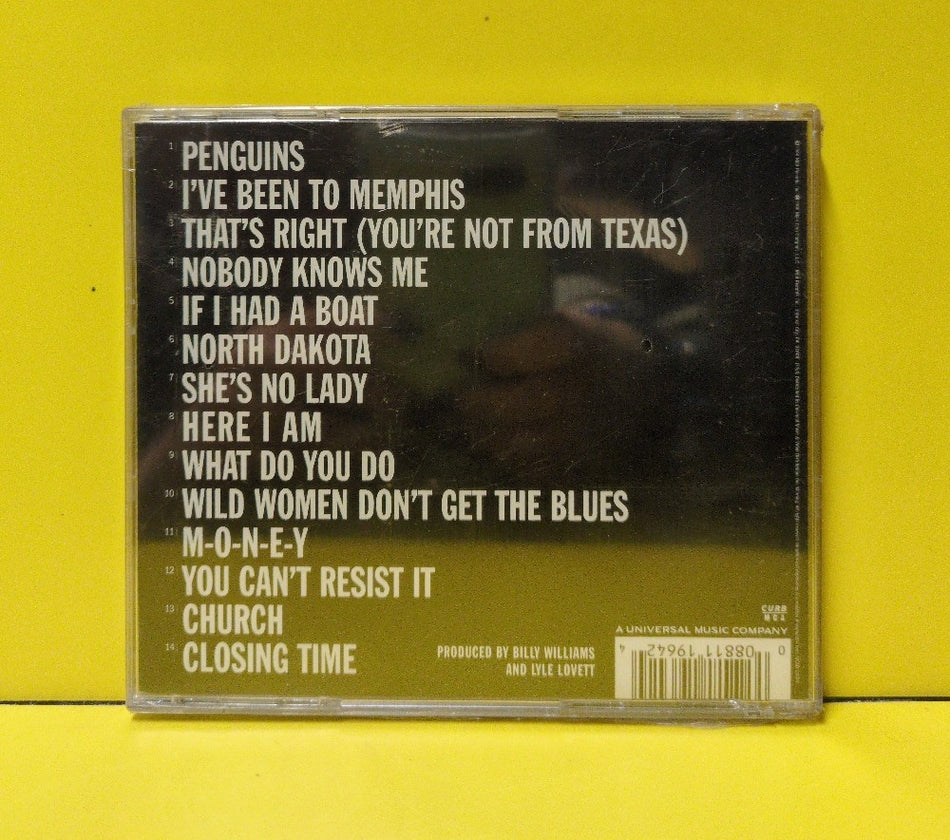 1 PENGUINS
2 I'VE BEEN TO MEMPHIS
3 THAT'S RIGHT (YOU'RE NOT FROM TEXAS)
4 NOBODY KNOWS ME
5 IF I HAD A BOAT
6 NORTH DAKOTA
7 SHE'S NO LADY
8 HERE I AM
9 WHAT DO YOU DO
10 WILD WOMEN DON'T GET THE BLUES
11 M-O-N-E-Y
12 YOU CAN'T RESIST IT
13 CHURCH
14 CLOSING TIME
PRODUCED BY BILLY WILLIAMS
AND LYLE LOVETT
CURB
MCA
A UNIVERSAL MUSIC COMPANY
0 08811 19642 4